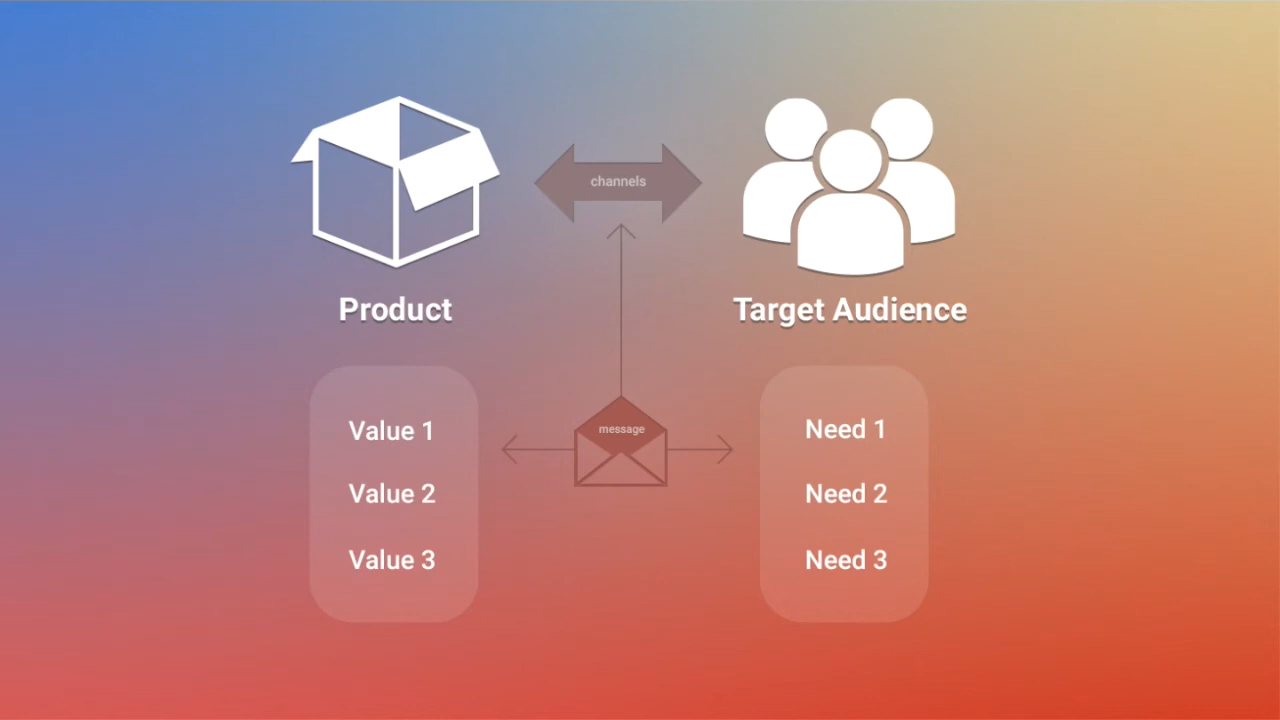 channels
Product
Target Audience
Value 1
Value 2
Value 3
message
Need 1
Need 2
Need 3